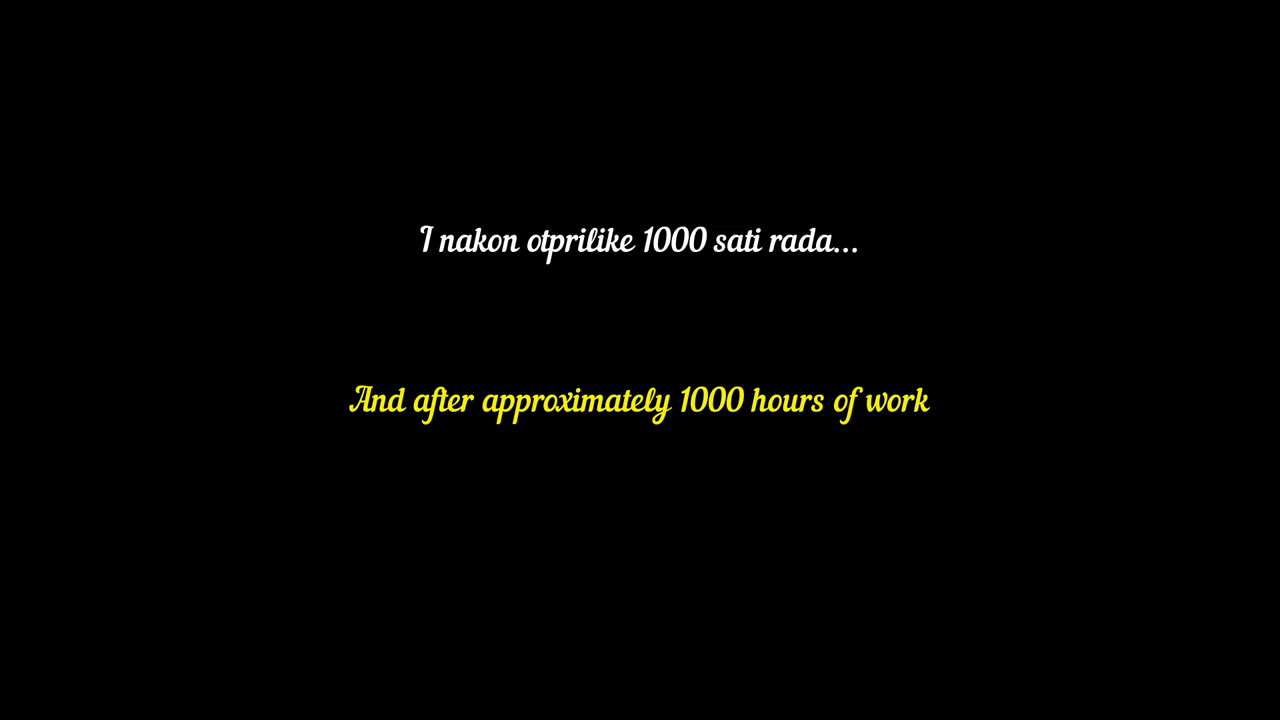 I nakon otprilike 1000 sati rada...
And after approximately 1000 hours of work